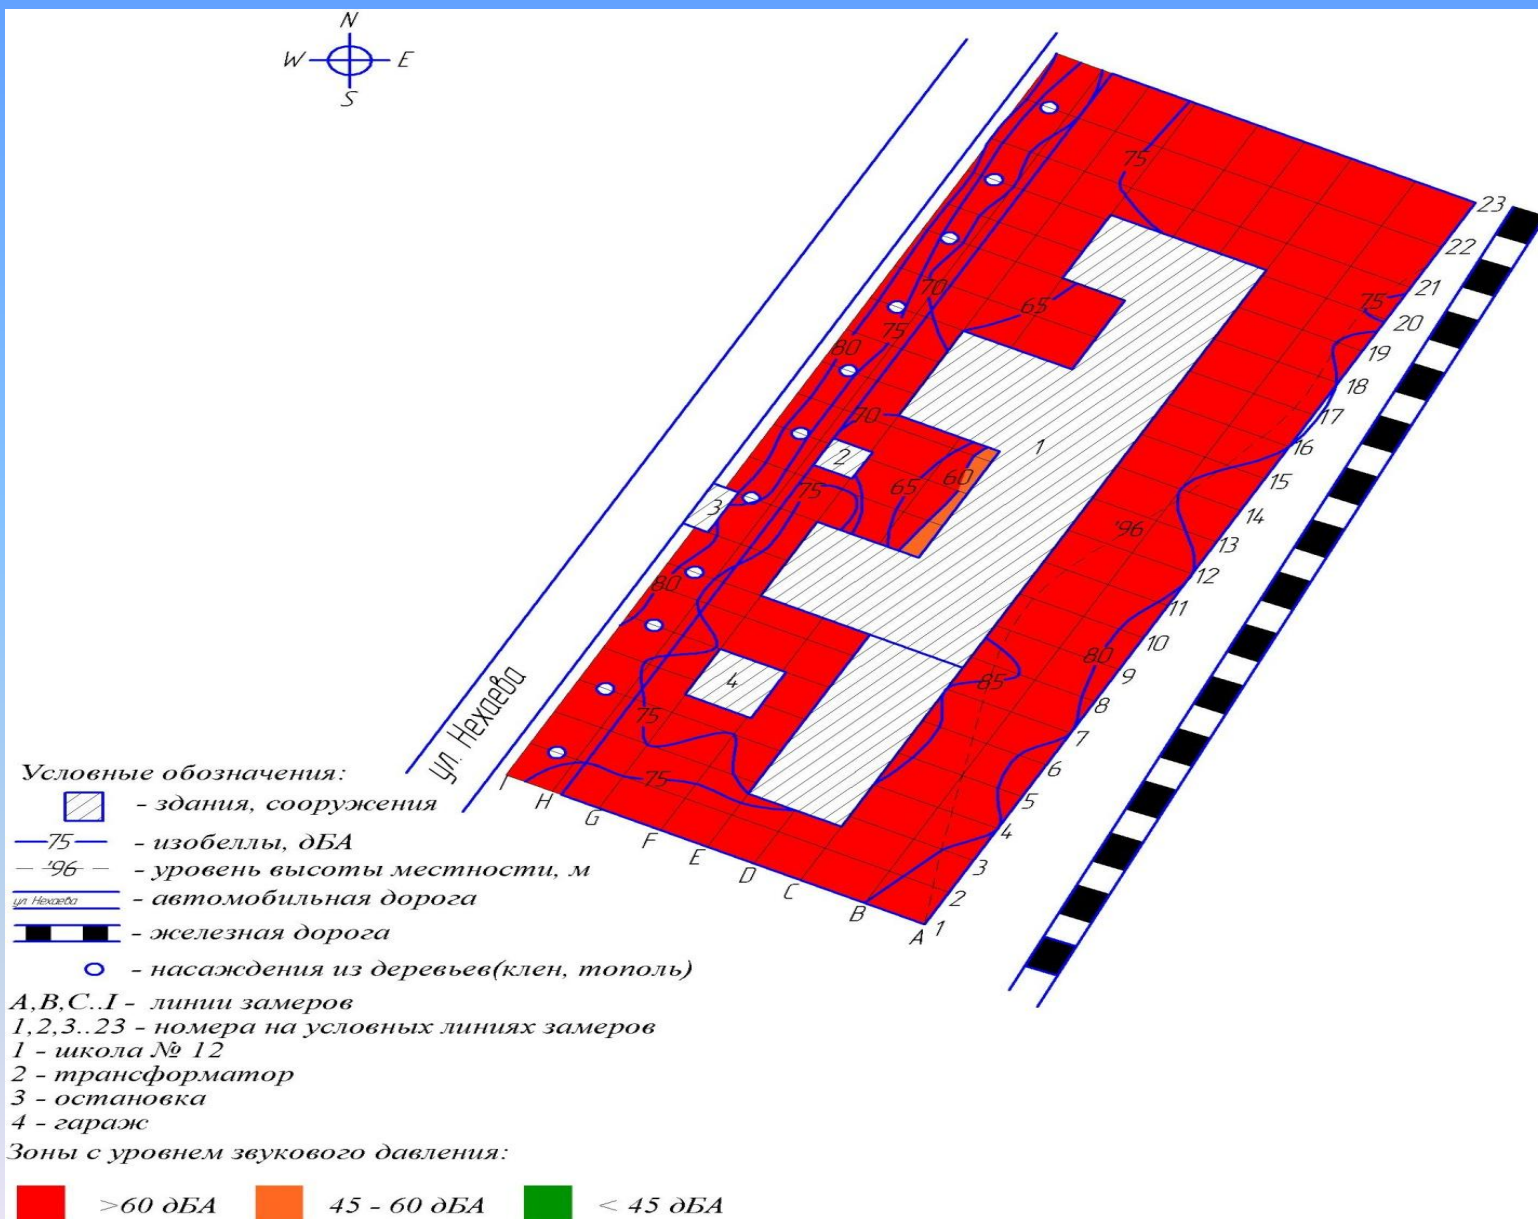 N
W E
S
75
23
22
21
75
20
19
18
17
16
15
14
13
12
11
10
9
8
7
6
5
4
3
2
1
70
65
75
80
70
1
2
60
65
75
3
'96
80
80
85
4
75
75
ул. Нехаева
I
H
G
F
E
D
C
B
A
Условные обозначения:
- здания, сооружения
75 - изобеллы, дБА
'96 - уровень высоты местности, м
ул Нехаева - автомобильная дорога
- железная дорога
- насаждения из деревьев(клен, тополь)
A,B,C..I - линии замеров
1,2,3..23 - номера на условных линиях замеров
1 - школа № 12
2 - трансформатор
3 - остановка
4 - гараж
Зоны с уровнем звукового давления:
>60 дБА 45 - 60 дБА < 45 дБА